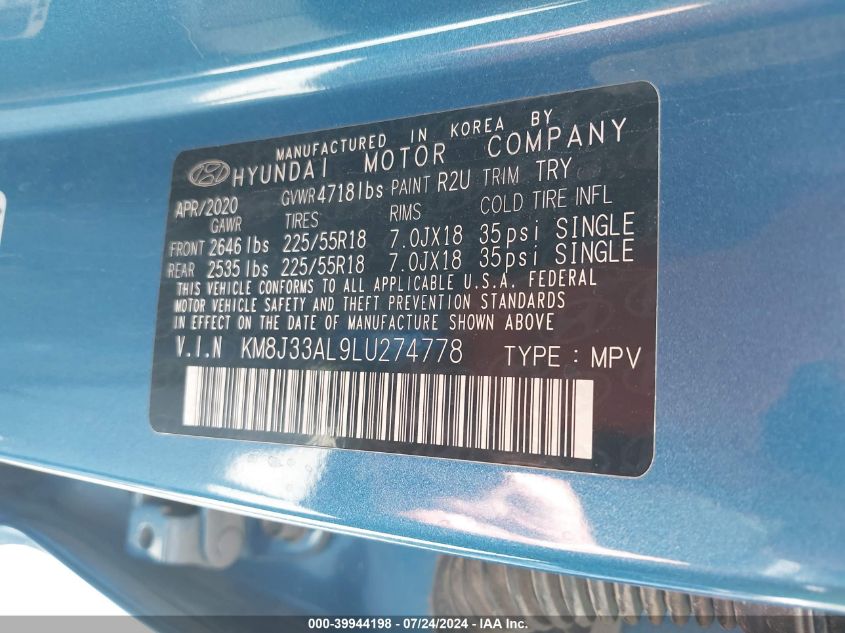 MANUFACTURED IN KOREA BY
HYUNDAI MOTOR COMPANY
APR/2020 GVWR 4718lbs PAINT R2U TRIM TRY
GAWR TIRES RIMS COLD TIRE INFL
FRONT 2646 lbs 225/55R18 7.0JX18 35psi SINGLE
REAR 2535 lbs 225/55R18 7.0JX18 35psi SINGLE
THIS VEHICLE CONFORMS TO ALL APPLICABLE U.S.A. FEDERAL
MOTOR VEHICLE SAFETY AND THEFT PREVENTION STANDARDS
IN EFFECT ON THE DATE OF MANUFACTURE SHOWN ABOVE
V.I.N KM8J33AL9LU274778 TYPE : MPV
000-39944198 - 07/24/2024 - IAAI Inc.